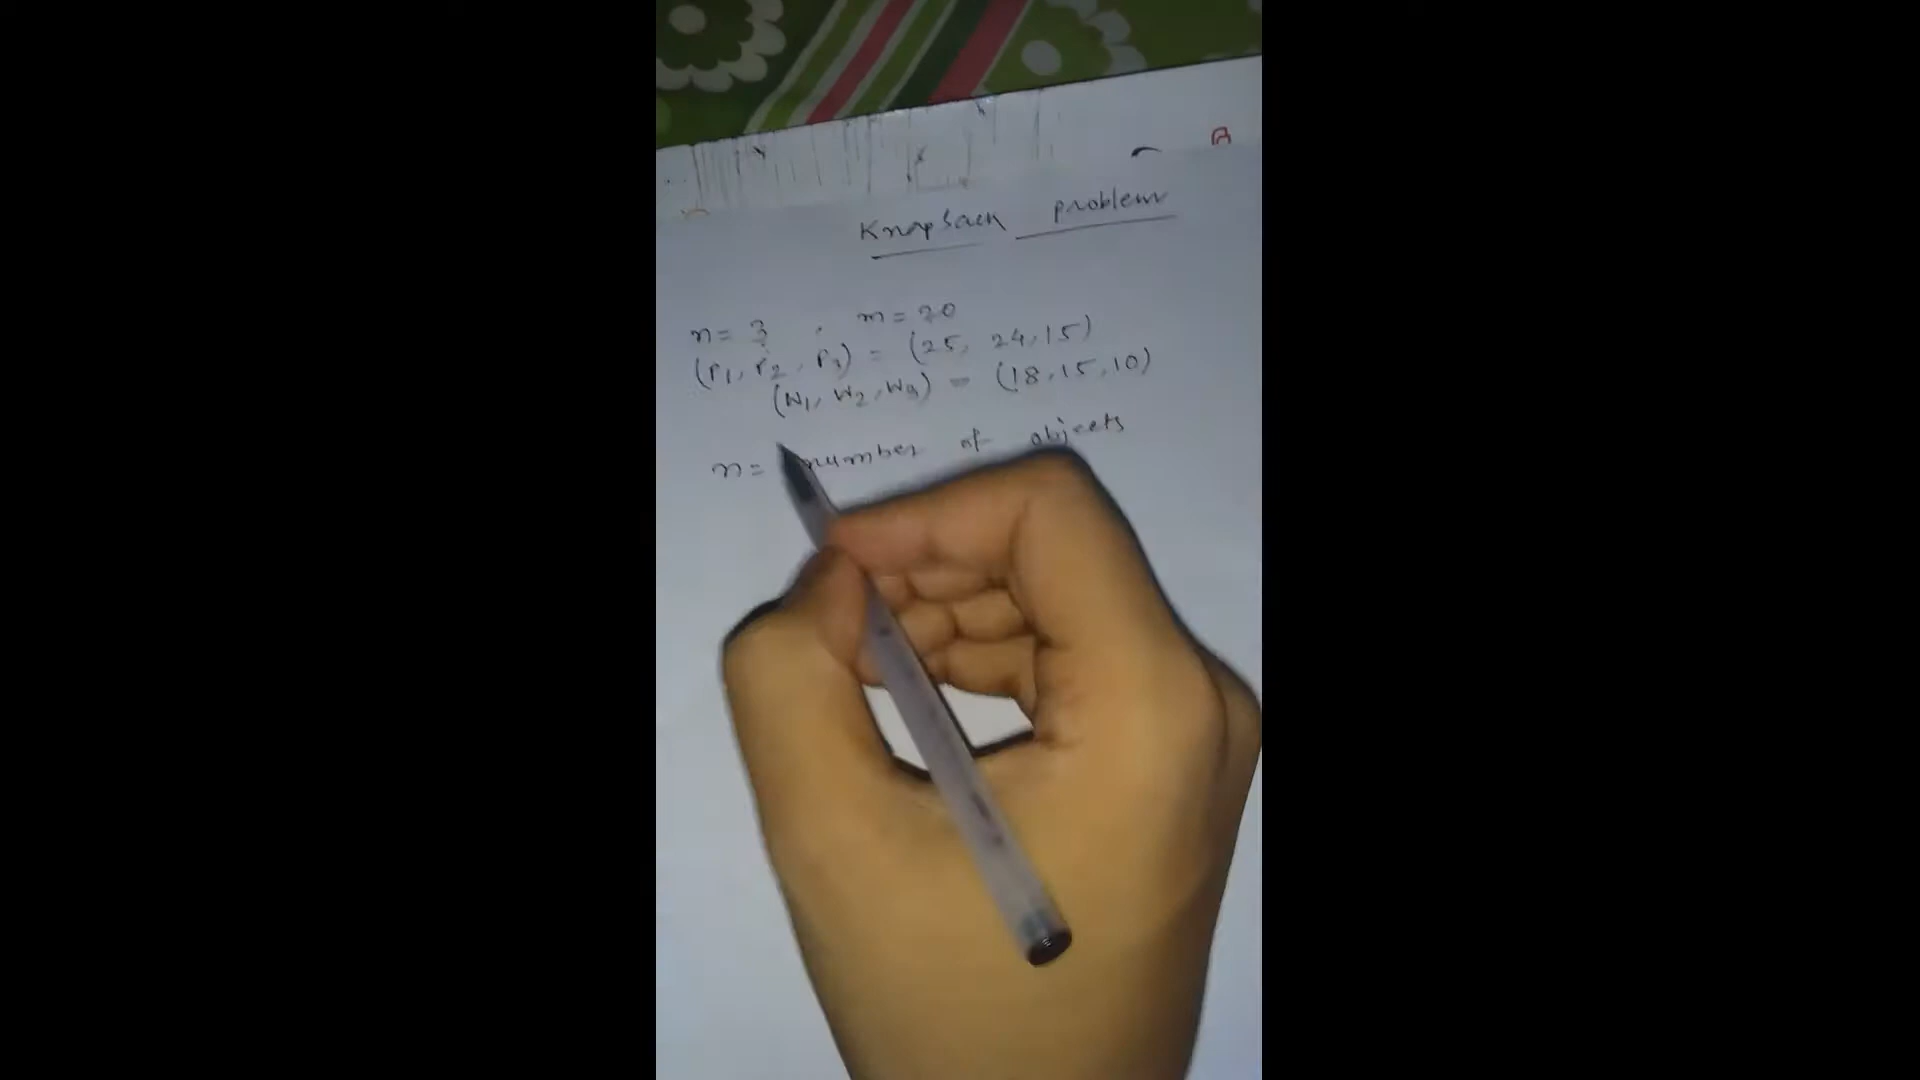 Knapsack problem
n = 3, m = 20
(P1, P2, P3) = (25, 24, 15)
(W1, W2, W3) = (18, 15, 10)
n = number of objects